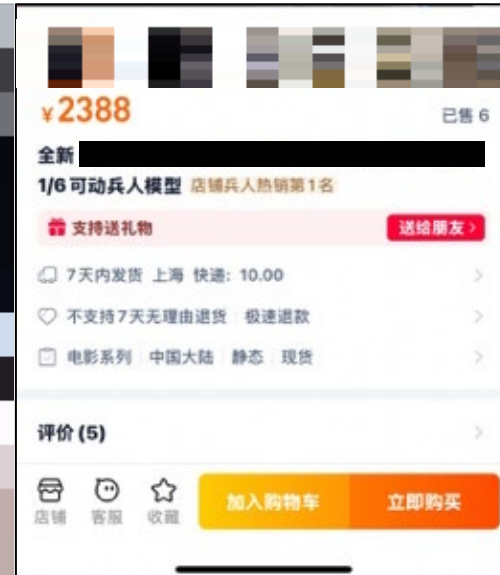 ¥2388
已售 6
全新
1/6可动兵人模型 店铺兵人热销第1名
支持送礼物 送给朋友
7天内发货 上海 快递: 10.00
不支持7天无理由退货 极速退款
电影系列 中国大陆 静态 现货
评价 (5)
店铺 客服 收藏 加入购物车 立即购买